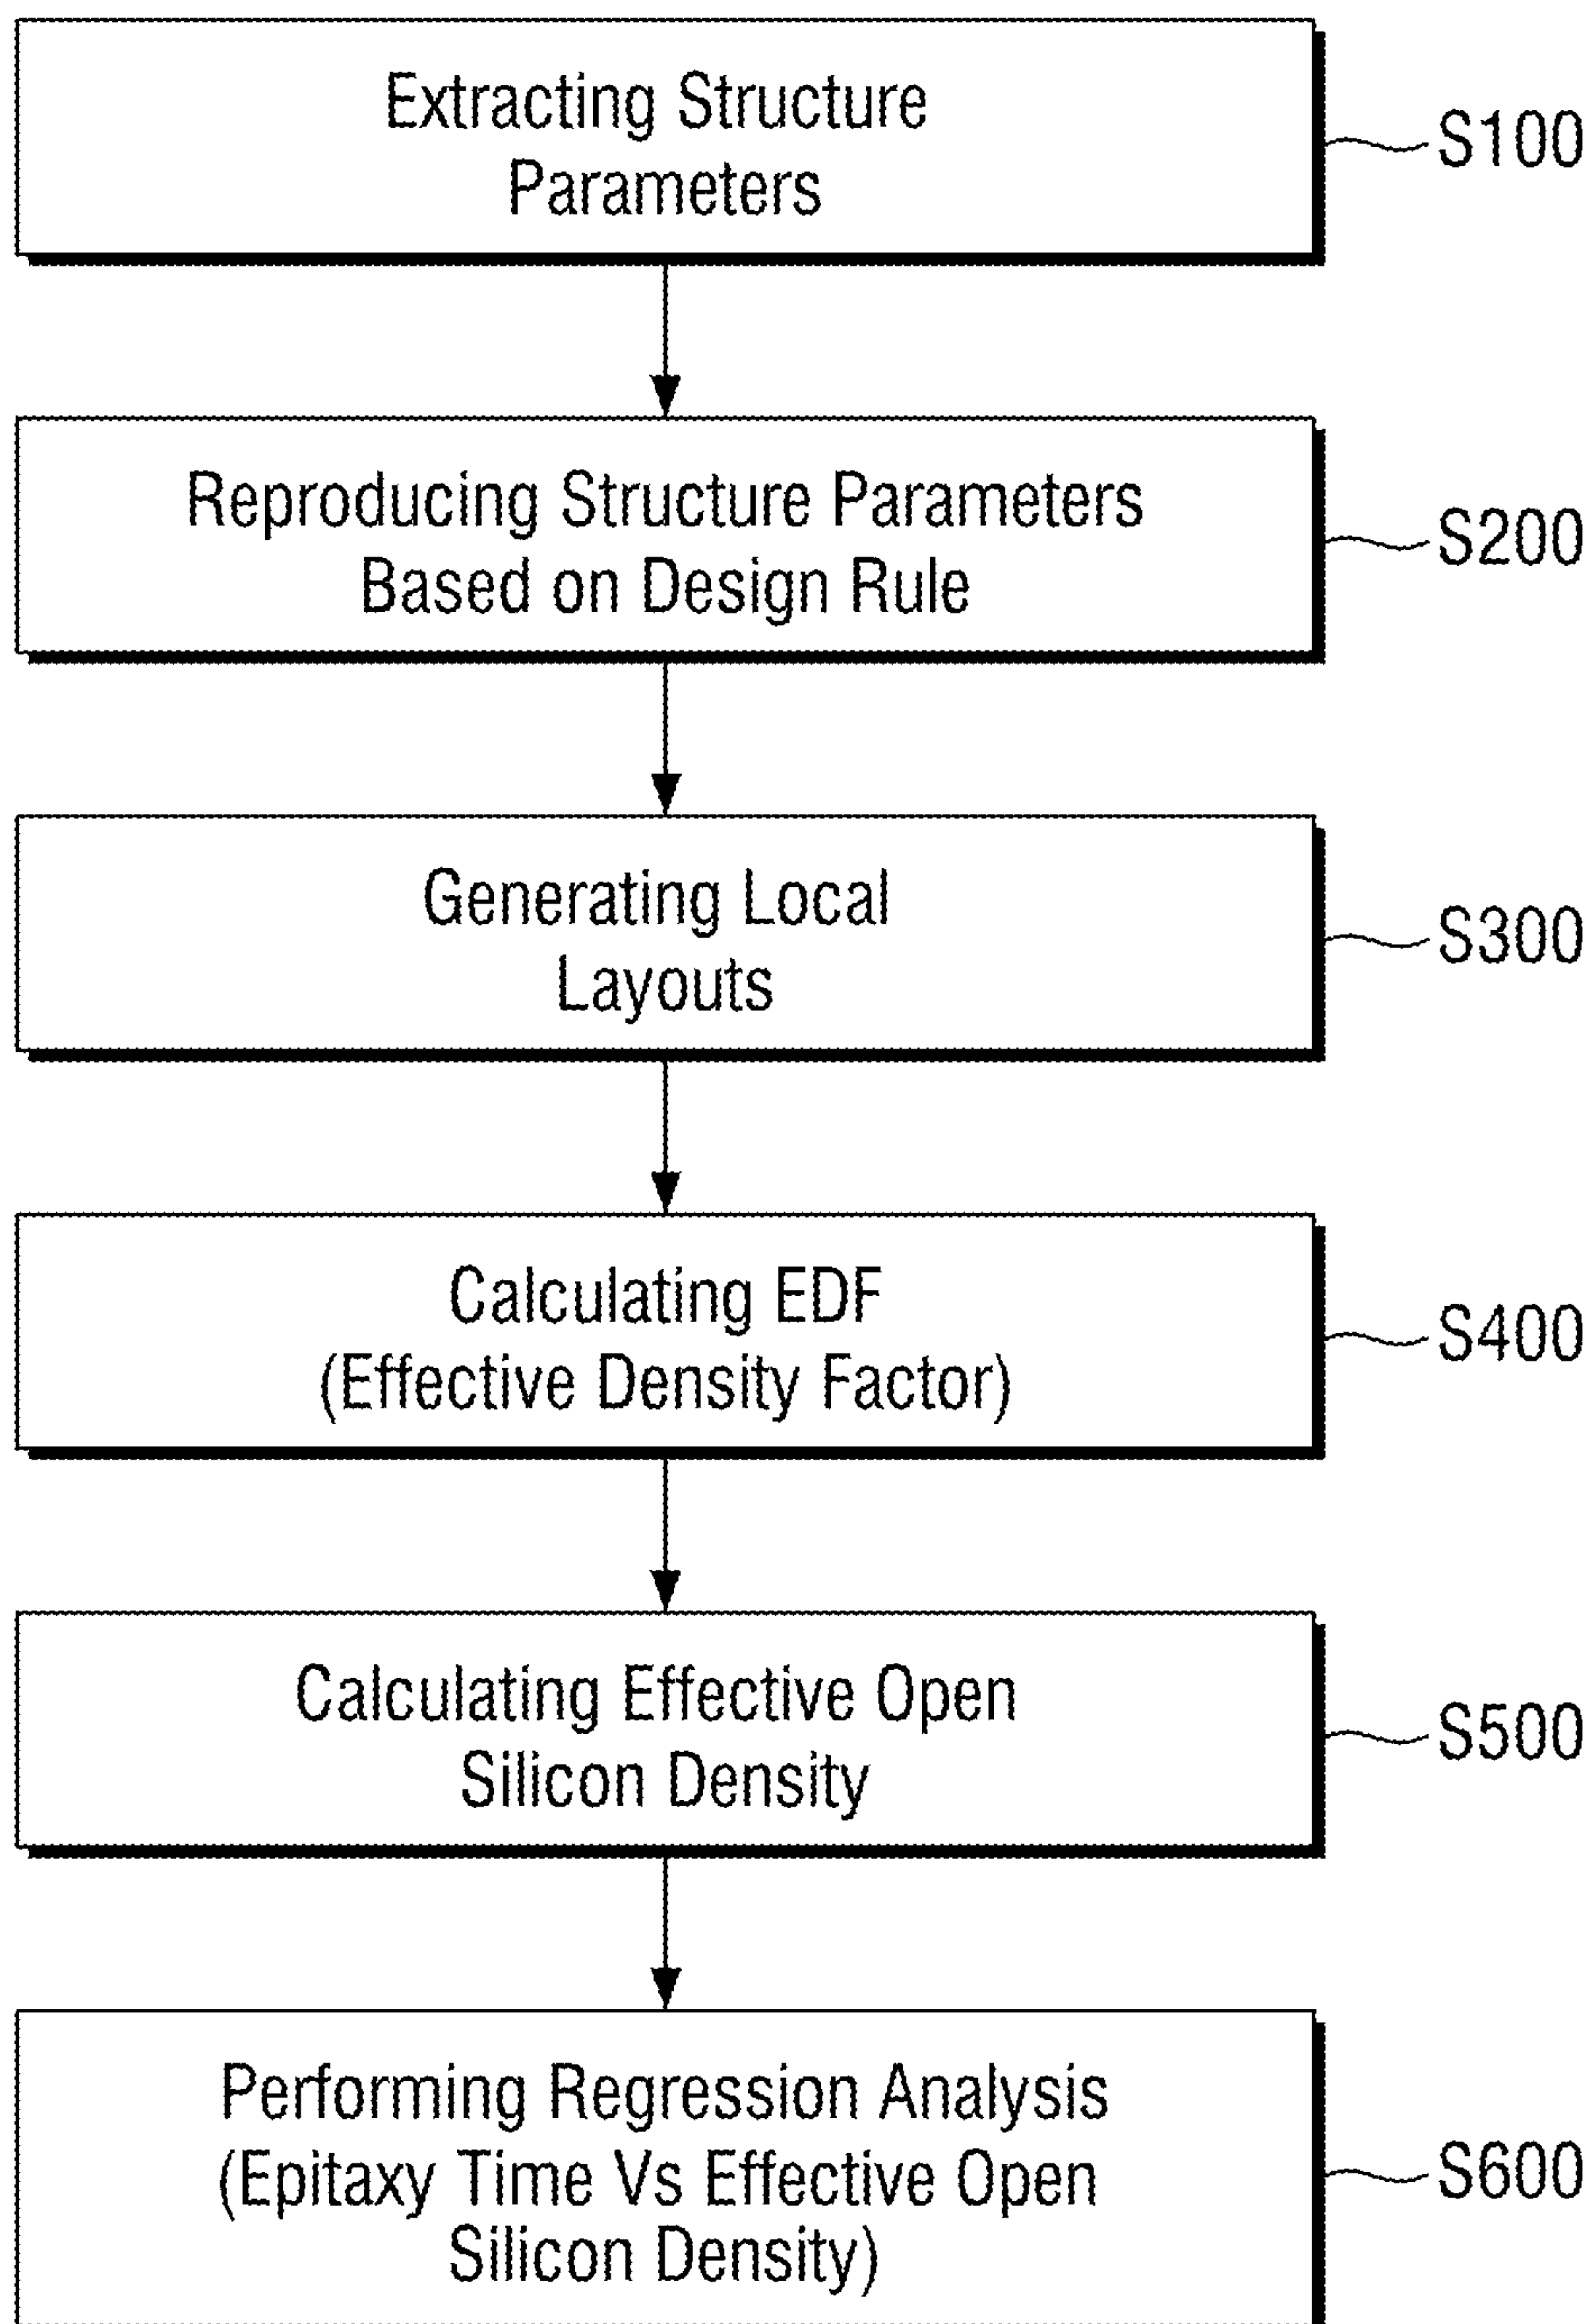 Extracting Structure
Parameters
S100
Reproducing Structure Parameters
Based on Design Rule
S200
Generating Local
Layouts
S300
Calculating EDF
(Effective Density Factor)
S400
Calculating Effective Open
Silicon Density
S500
Performing Regression Analysis
(Epitaxy Time Vs Effective Open
Silicon Density)
S600